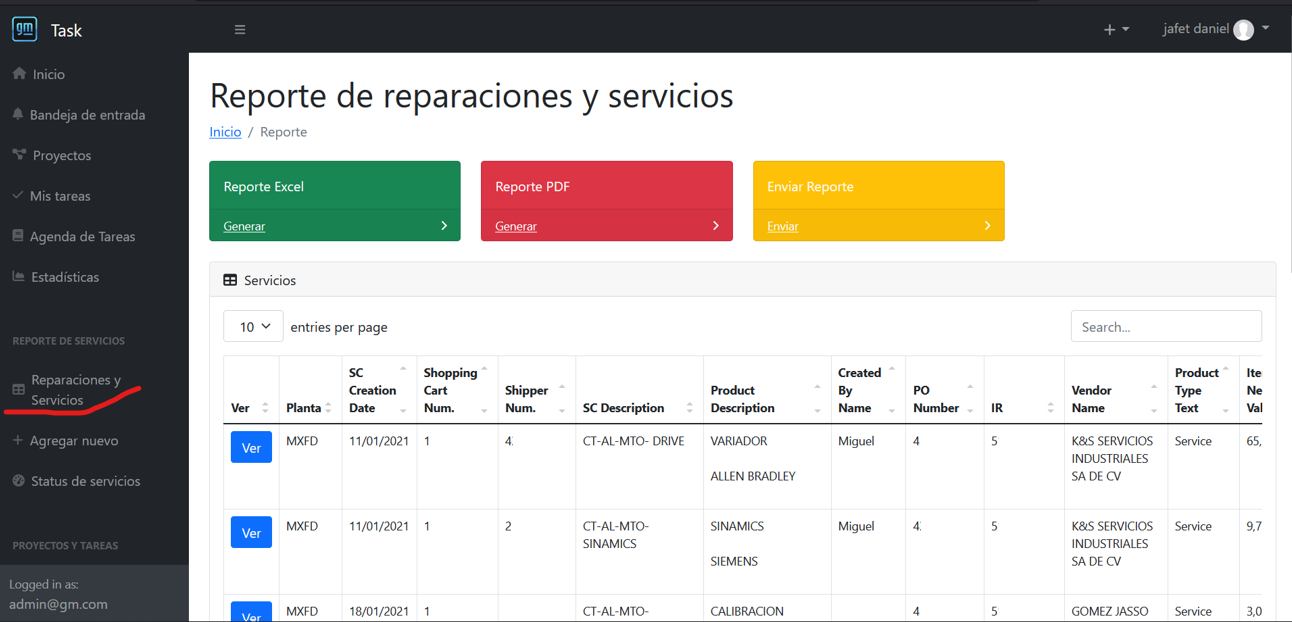 gm Task
jafet daniel
Inicio
Bandeja de entrada
Proyectos
Mis tareas
Agenda de Tareas
Estadísticas
REPORTE DE SERVICIOS
Reparaciones y
Servicios
Agregar nuevo
Status de servicios
PROYECTOS Y TAREAS
Logged in as:
admin@gm.com
Reporte de reparaciones y servicios
Inicio / Reporte
Reporte Excel
Generar
Reporte PDF
Generar
Enviar Reporte
Enviar
Servicios
10 entries per page
Search...
Ver
Planta
SC
Creation
Date
Shopping
Cart
Num.
Shipper
Num.
SC Description
Product
Description
Created
By
Name
PO
Number
IR
Vendor
Name
Product
Type
Text
Ite
Ne
Val
Ver
MXFD
11/01/2021
1
4
CT-AL-MTO- DRIVE
VARIADOR
ALLEN BRADLEY
Miguel
4
5
K&S SERVICIOS
INDUSTRIALES
SA DE CV
Service
65,
Ver
MXFD
11/01/2021
1
2
CT-AL-MTO-
SINAMICS
SINAMICS
SIEMENS
Miguel
4
5
K&S SERVICIOS
INDUSTRIALES
SA DE CV
Service
9,7
Ver
MXFD
18/01/2021
1
CT-AL-MTO-
CALIBRACION
4
5
GOMEZ JASSO
Service
3,0